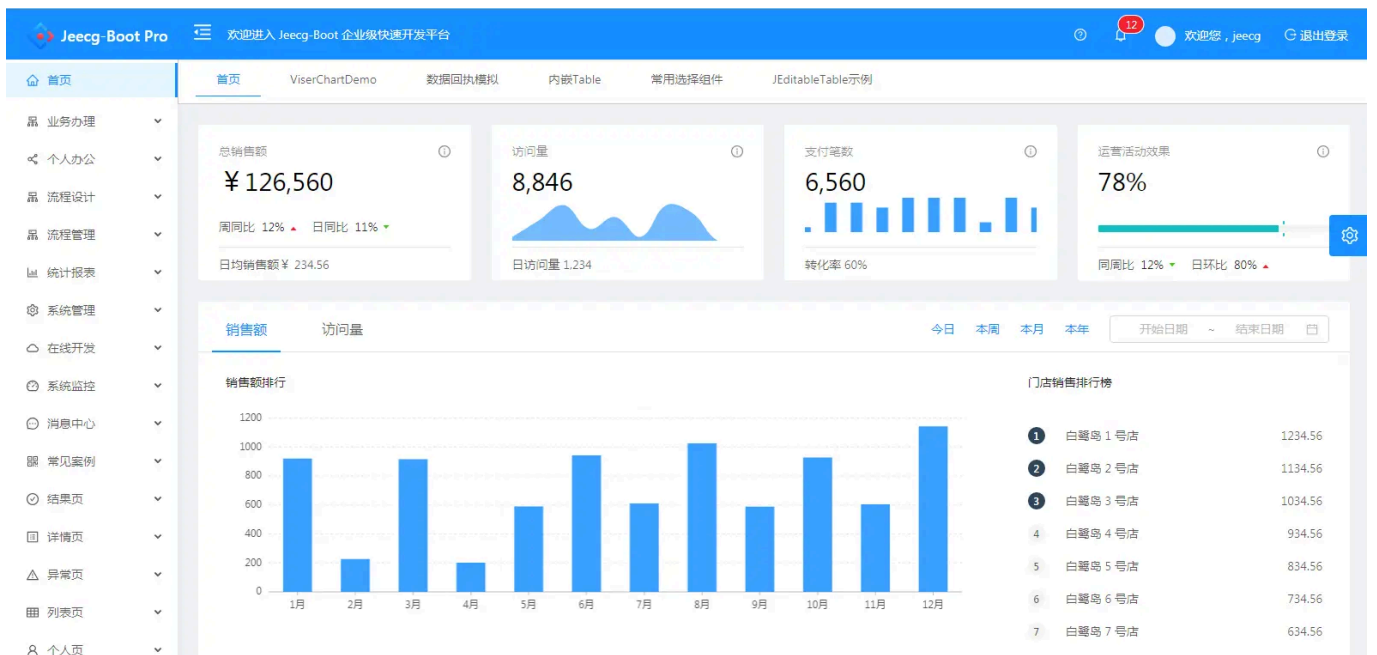 Jeecg-Boot Pro
欢迎进入 Jeecg-Boot 企业级快速开发平台
12
欢迎您，jeecg
退出登录
首页
业务办理
个人办公
流程设计
流程管理
统计报表
系统管理
在线开发
系统监控
消息中心
常见案例
结果页
详情页
异常页
列表页
个人页
首页 ViserChartDemo 数据回执模拟 内嵌Table 常用选择组件 JEditableTable示例
总销售额
¥ 126,560
周同比 12% 日同比 11%
日均销售额¥ 234.56
访问量
8,846
日访问量 1,234
支付笔数
6,560
转化率 60%
运营活动效果
78%
同周比 12% 日环比 80%
销售额 访问量 今日 本周 本月 本年 开始日期 ~ 结束日期
销售额排行
1200
1000
800
600
400
200
0
1月 2月 3月 4月 5月 6月 7月 8月 9月 10月 11月 12月
门店销售排行榜
1 白鹭岛 1 号店 1234.56
2 白鹭岛 2 号店 1134.56
3 白鹭岛 3 号店 1034.56
4 白鹭岛 4 号店 934.56
5 白鹭岛 5 号店 834.56
6 白鹭岛 6 号店 734.56
7 白鹭岛 7 号店 634.56